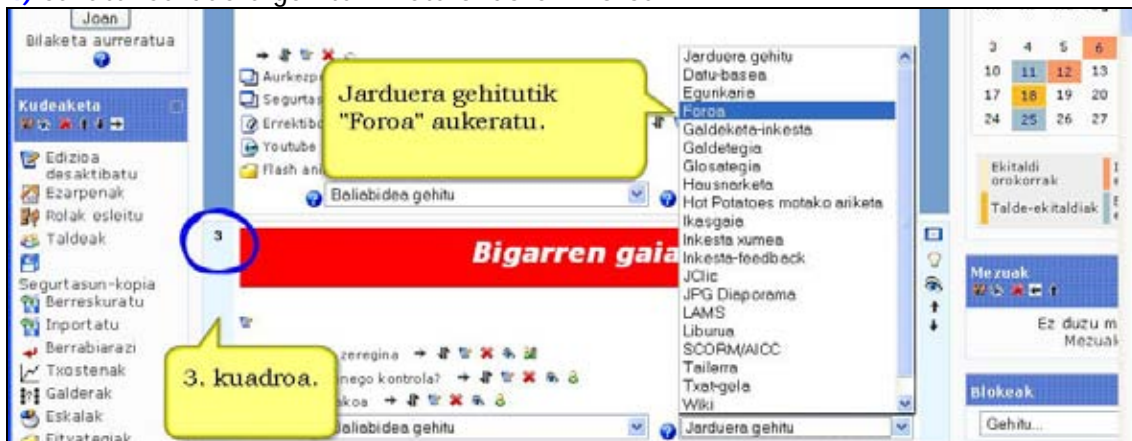 Joan
Bilaketa aurreratua
Kudeaketa
Edizioa
desaktibatu
Ezarpenak
Rolak esleitu
Taldeak
Segurtasun-kopia
Berreskuratu
Inportatu
Berrabiarazi
Txostenak
Galderak
Eskalak
Fitxategiak
Errektibo
Youtube
Flash ani
Baliabidea gehitu
Jarduera gehitutik
"Foroa" aukeratu.
3
Bigarren gaia
3. kuadroa.
zeregina
kontrola?
Baliabidea gehitu
Jarduera gehitu
Datu-basea
Egunkaria
Foroa
Galdeketa-inkesta
Galdetegia
Glosategia
Hausnarketa
Hot Potatoes motako ariketa
Ikasgaia
Inkesta xumea
Inkesta-feedback
JClic
JPG Diaporama
LAMS
Liburua
SCORM/AICC
Tailerra
Txat-gela
Wiki
Jarduera gehitu
3 4 5 6
10 11 12 13
17 18 19 20
24 25 26 27
Ekitaldi
orokorrak
Talde-ekitaldiak
Mezuak
Ez duzu m
Mezuak
Blokeak
Gehitu...